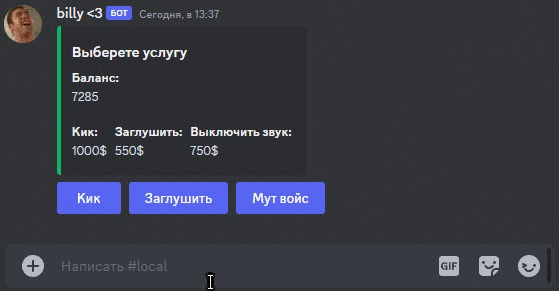 billy <3 БОТ Сегодня, в 13:37
Выберете услугу
Баланс:
7285
Кик: Заглушить: Выключить звук:
1000$ 550$ 750$
Кик Заглушить Мут войс
Написать #local GIF